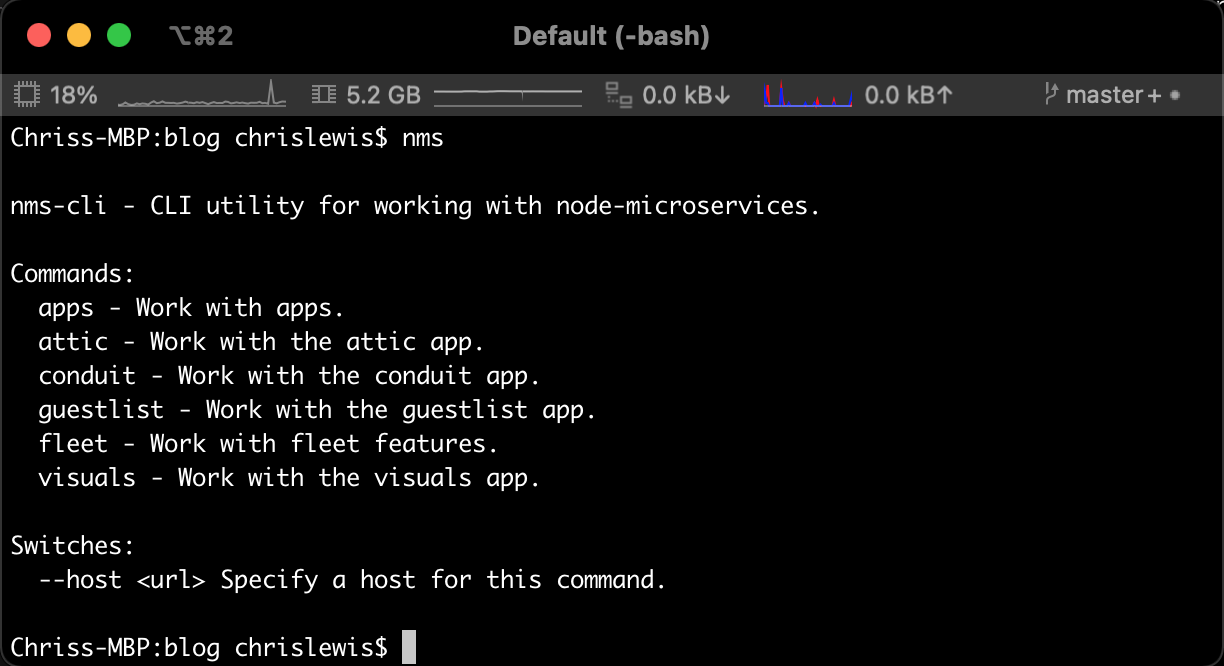 ⌥⌘2 Default (-bash)
18% 5.2 GB 0.0 kB↓ 0.0 kB↑ master+
Chriss-MBP:blog chrislewis$ nms
nms-cli - CLI utility for working with node-microservices.
Commands:
apps - Work with apps.
attic - Work with the attic app.
conduit - Work with the conduit app.
guestlist - Work with the guestlist app.
fleet - Work with fleet features.
visuals - Work with the visuals app.
Switches:
--host <url> Specify a host for this command.
Chriss-MBP:blog chrislewis$